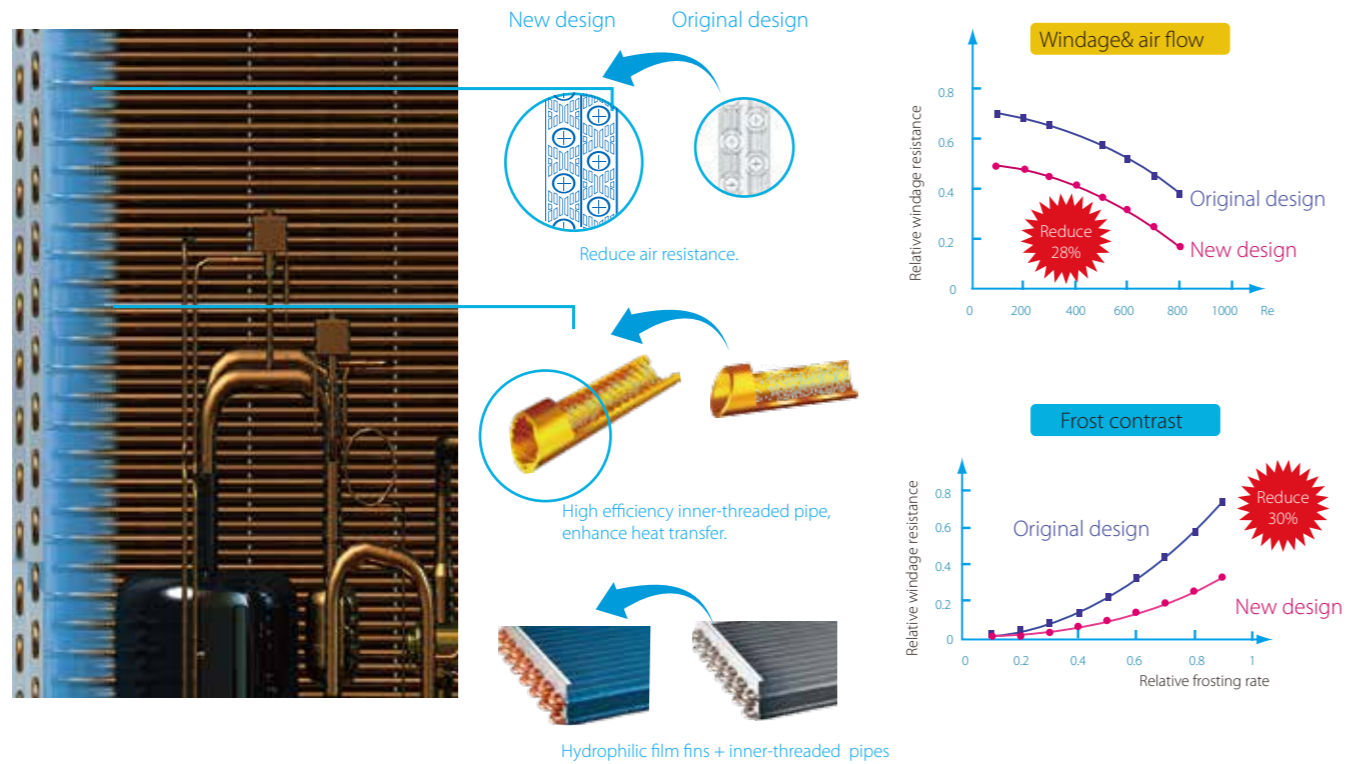 New design
Original design
Reduce air resistance.
High efficiency inner-threaded pipe,
enhance heat transfer.
Hydrophilic film fins + inner-threaded pipes
Windage& air flow
Relative windage resistance
0.8
0.6
0.4
0.2
0
0 200 400 600 800 1000 Re
Original design
New design
Reduce
28%
Frost contrast
Relative windage resistance
0.8
0.6
0.4
0.2
0
0 0.2 0.4 0.6 0.8 1
Relative frosting rate
Original design
New design
Reduce
30%